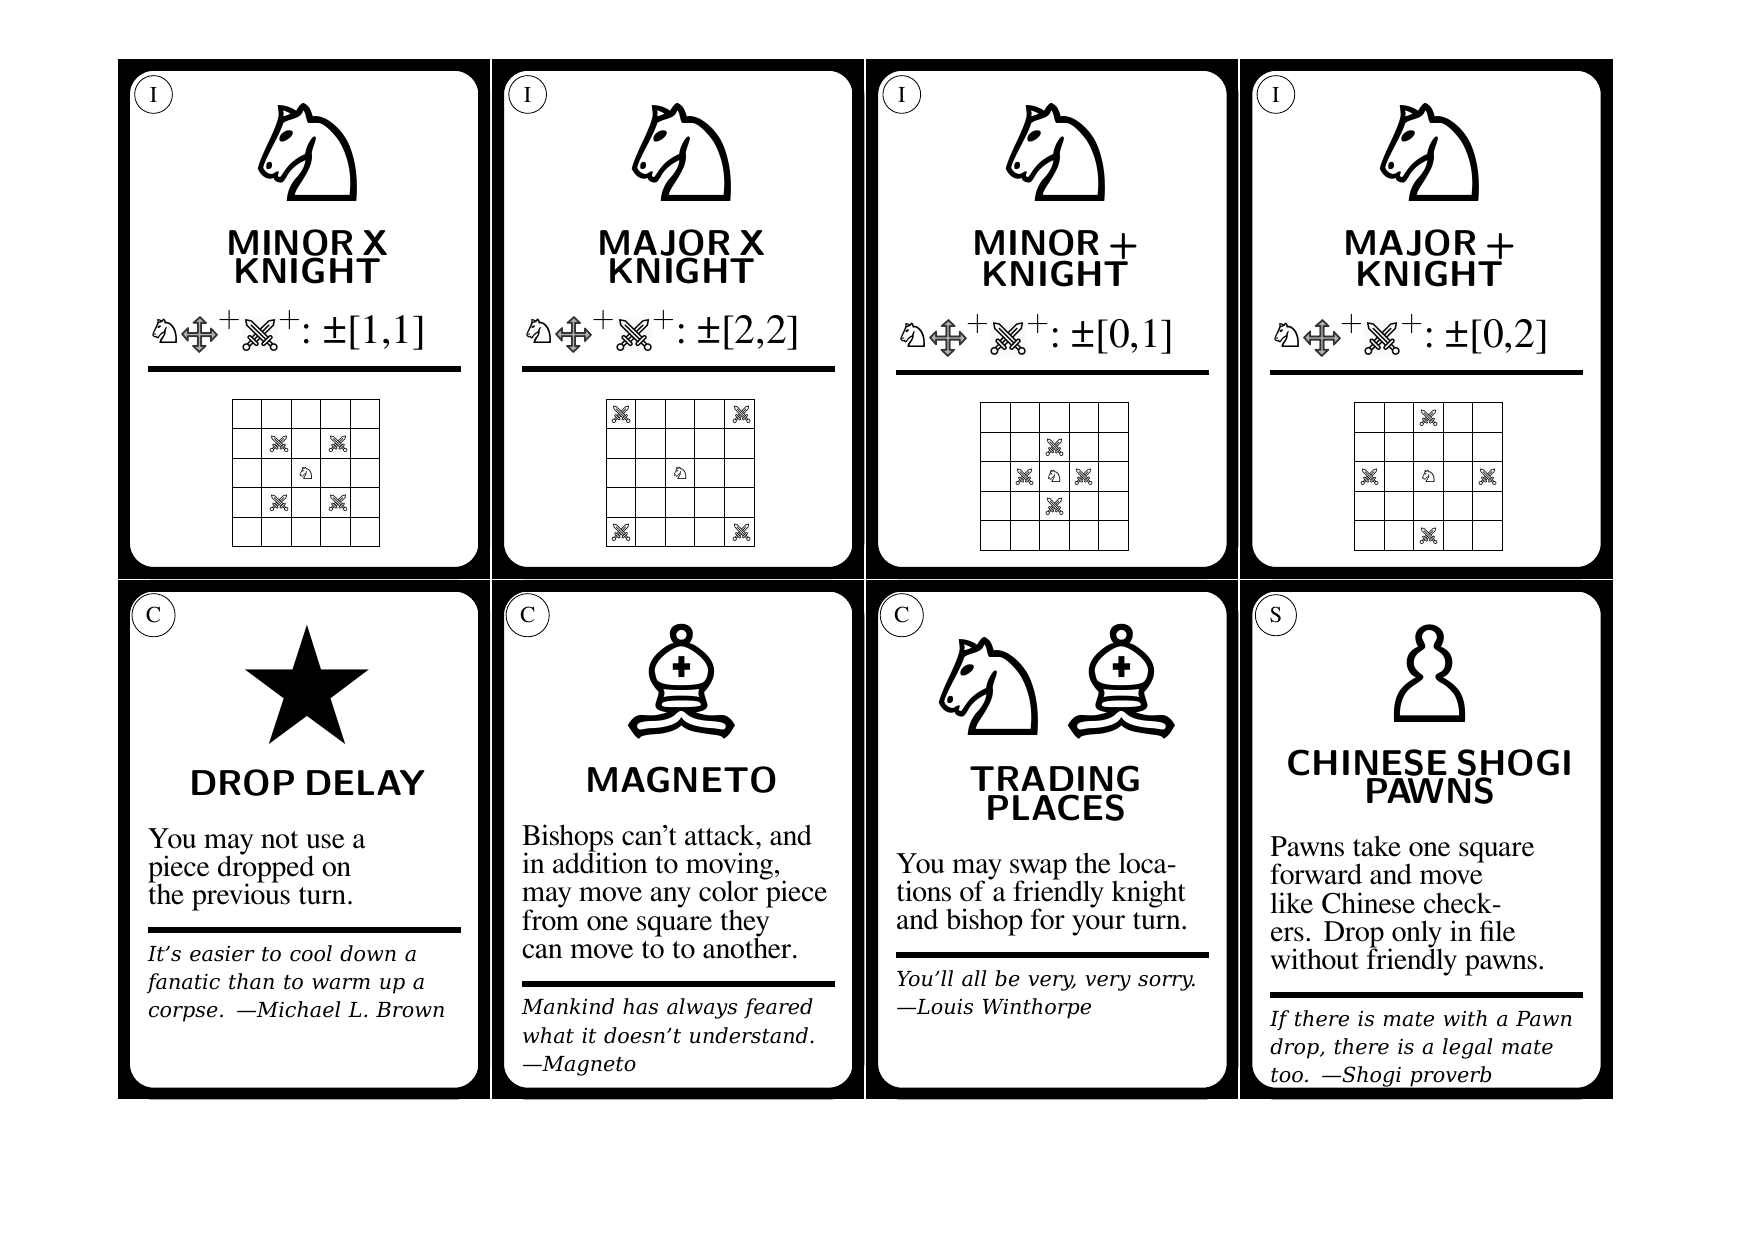 I
MINOR X
KNIGHT
♘+ +: ±[1,1]
I
MAJOR X
KNIGHT
♘+ +: ±[2,2]
I
MINOR +
KNIGHT
♘+ +: ±[0,1]
I
MAJOR +
KNIGHT
♘+ +: ±[0,2]
C
DROP DELAY
You may not use a
piece dropped on
the previous turn.
It’s easier to cool down a
fanatic than to warm up a
corpse. —Michael L. Brown
C
MAGNETO
Bishops can’t attack, and
in addition to moving,
may move any color piece
from one square they
can move to to another.
Mankind has always feared
what it doesn’t understand.
—Magneto
C
TRADING
PLACES
You may swap the loca-
tions of a friendly knight
and bishop for your turn.
You’ll all be very, very sorry.
—Louis Winthorpe
S
CHINESE SHOGI
PAWNS
Pawns take one square
forward and move
like Chinese check-
ers. Drop only in file
without friendly pawns.
If there is mate with a Pawn
drop, there is a legal mate
too. —Shogi proverb